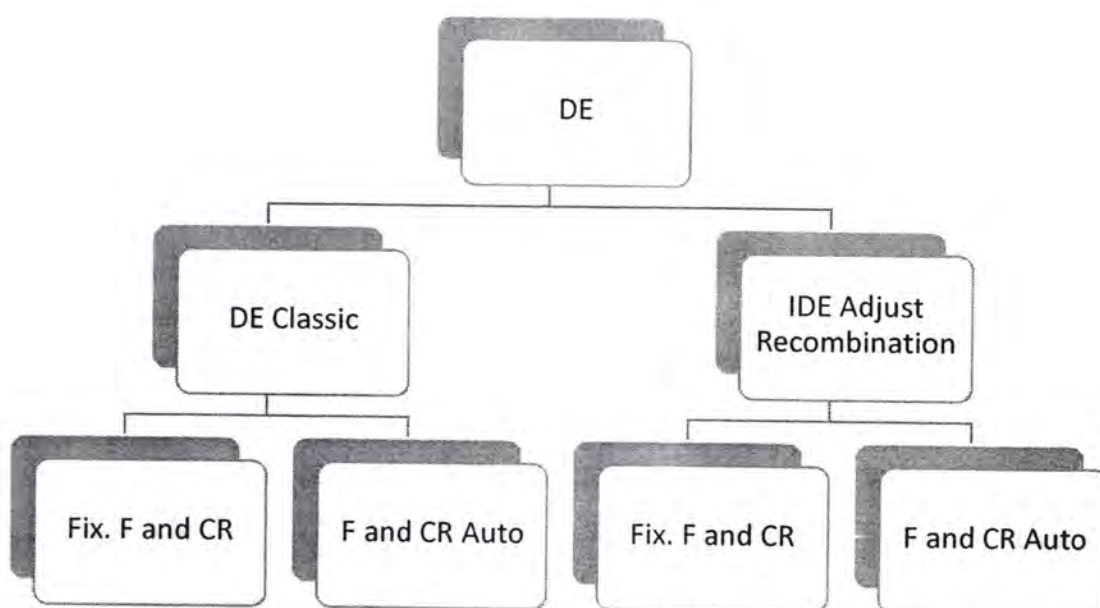 DE
DE Classic
IDE Adjust
Recombination
Fix. F and CR
F and CR Auto
Fix. F and CR
F and CR Auto